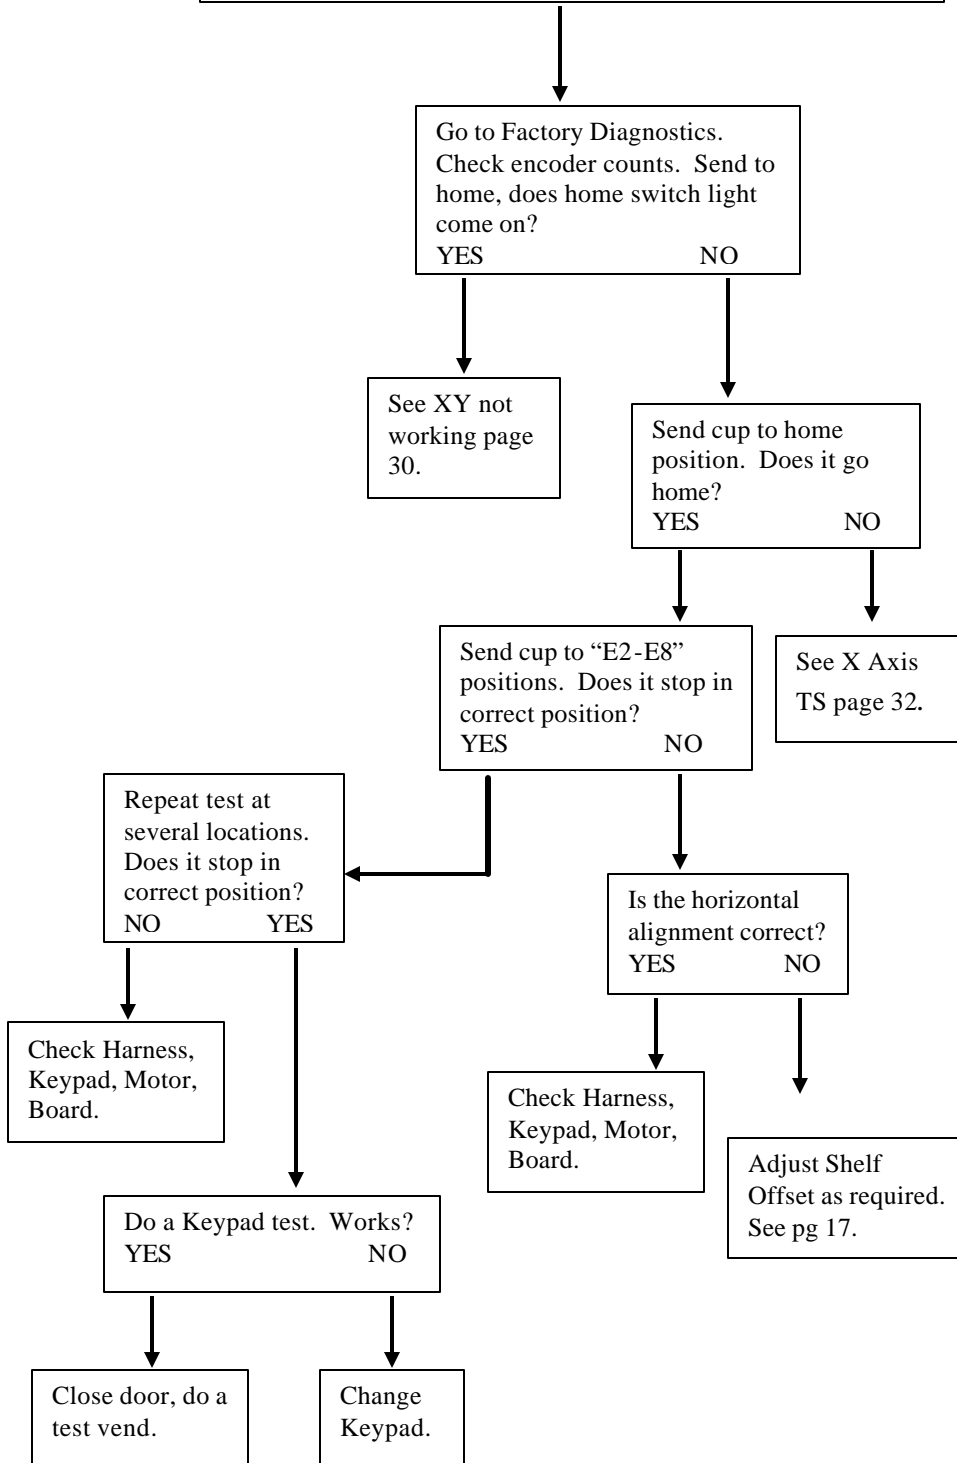 Go to Factory Diagnostics.
Check encoder counts.  Send to
home, does home switch light
come on?
YES NO
See XY not
working page
30.
Send cup to home
position.  Does it go
home?
YES NO
Send cup to “E2-E8”
positions.  Does it stop in
correct position?
YES NO
See X Axis
TS page 32.
Repeat test at
several locations.
Does it stop in
correct position?
NO YES
Is the horizontal
alignment correct?
YES NO
Check Harness,
Keypad, Motor,
Board.
Check Harness,
Keypad, Motor,
Board.
Adjust Shelf
Offset as required.
See pg 17.
Do a Keypad test.  Works?
YES NO
Close door, do a
test vend.
Change
Keypad.